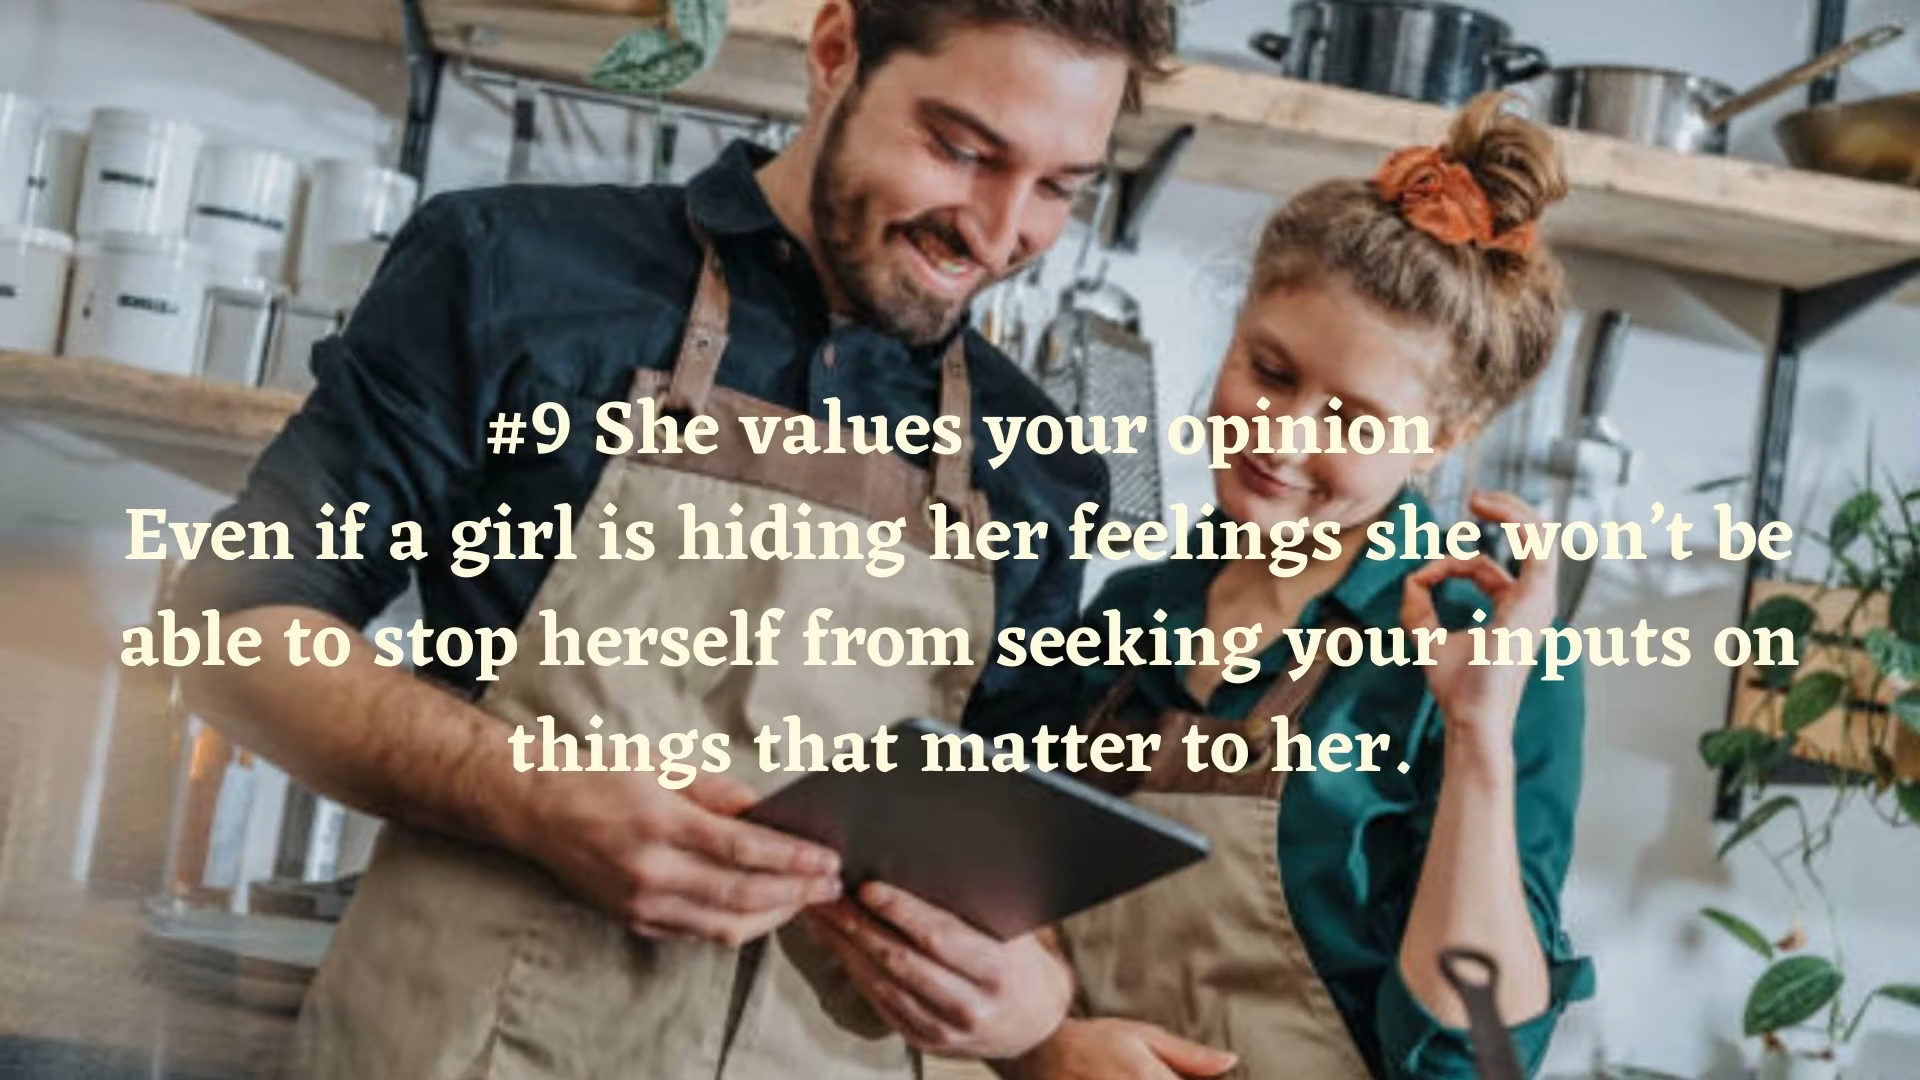 #9 She values your opinion
Even if a girl is hiding her feelings she won’t be
able to stop herself from seeking your inputs on
things that matter to her.